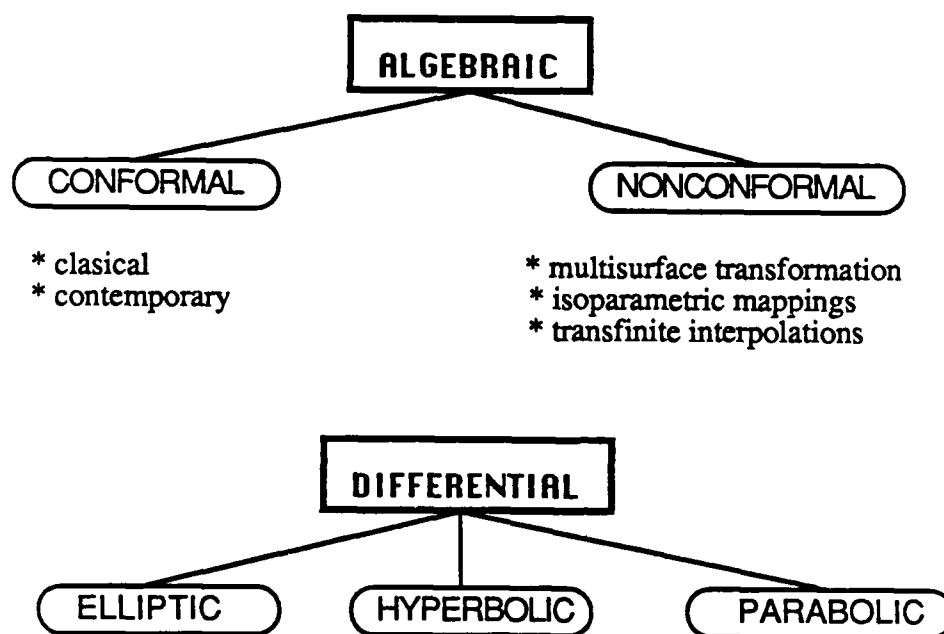 ALGEBRAIC
CONFORMAL
NONCONFORMAL
* clasical
* contemporary
* multisurface transformation
* isoparametric mappings
* transfinite interpolations
DIFFERENTIAL
ELLIPTIC
HYPERBOLIC
PARABOLIC